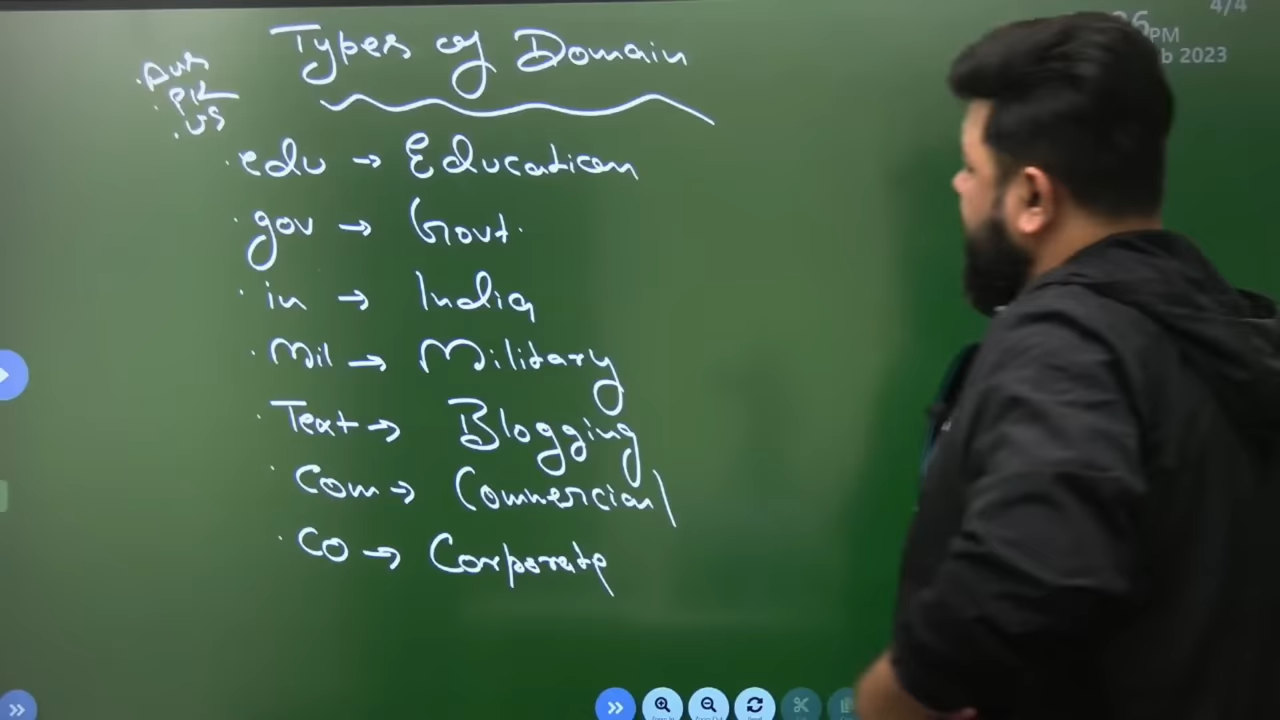 Types of Domain
.pk
.us
.edu → Education
.gov → Govt.
.in → India
.Mil → Military
.Text → Blogging
.Com → Commercial
.CO → Corporate
4/4
PM
b 2023